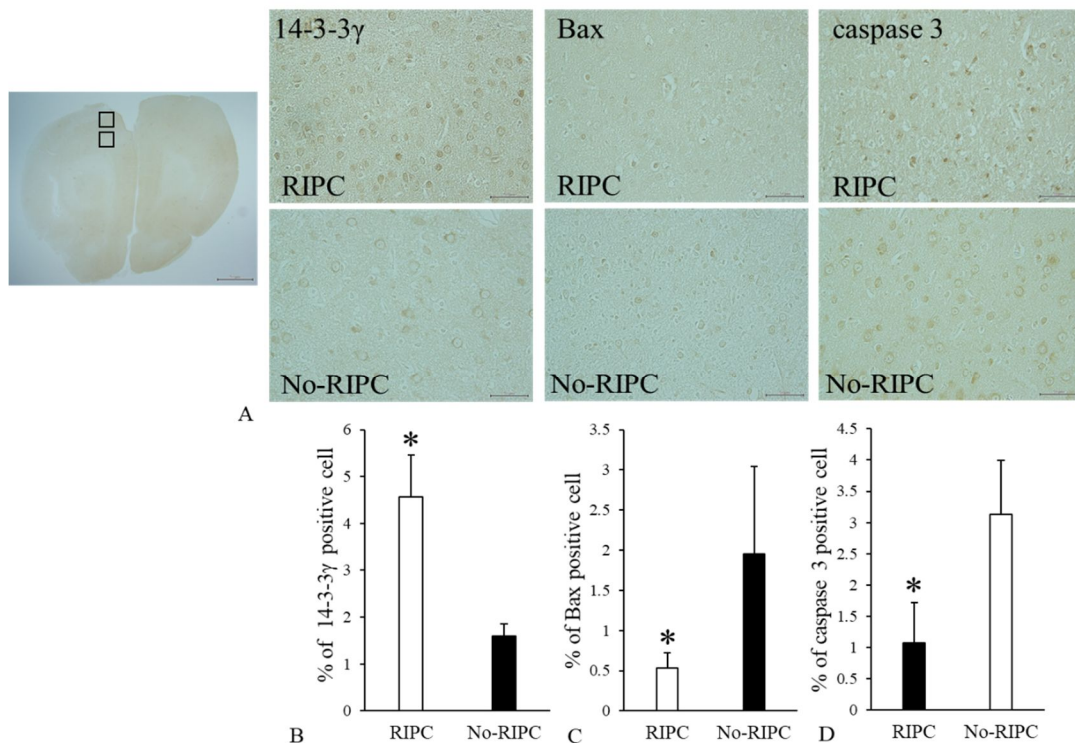 14-3-3γ
Bax
caspase 3
RIPC
RIPC
RIPC
No-RIPC
No-RIPC
No-RIPC
A
% of 14-3-3γ positive cell
6
5
4
3
2
1
0
*
RIPC
No-RIPC
B
% of Bax positive cell
3.5
3
2.5
2
1.5
1
0.5
0
*
RIPC
No-RIPC
C
% of caspase 3 positive cell
4.5
4
3.5
3
2.5
2
1.5
1
0.5
0
*
RIPC
No-RIPC
D